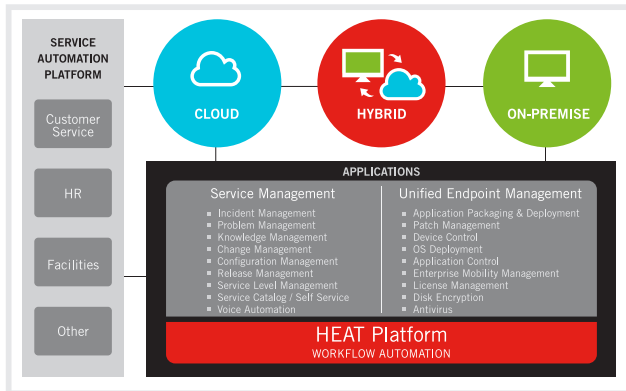 SERVICE
AUTOMATION
PLATFORM
Customer
Service
HR
Facilities
Other
CLOUD
HYBRID
ON-PREMISE
APPLICATIONS
Service Management
Incident Management
Problem Management
Knowledge Management
Change Management
Configuration Management
Release Management
Service Level Management
Service Catalog / Self Service
Voice Automation
Unified Endpoint Management
Application Packaging & Deployment
Patch Management
Device Control
OS Deployment
Application Control
Enterprise Mobility Management
License Management
Disk Encryption
Antivirus
HEAT Platform
WORKFLOW AUTOMATION